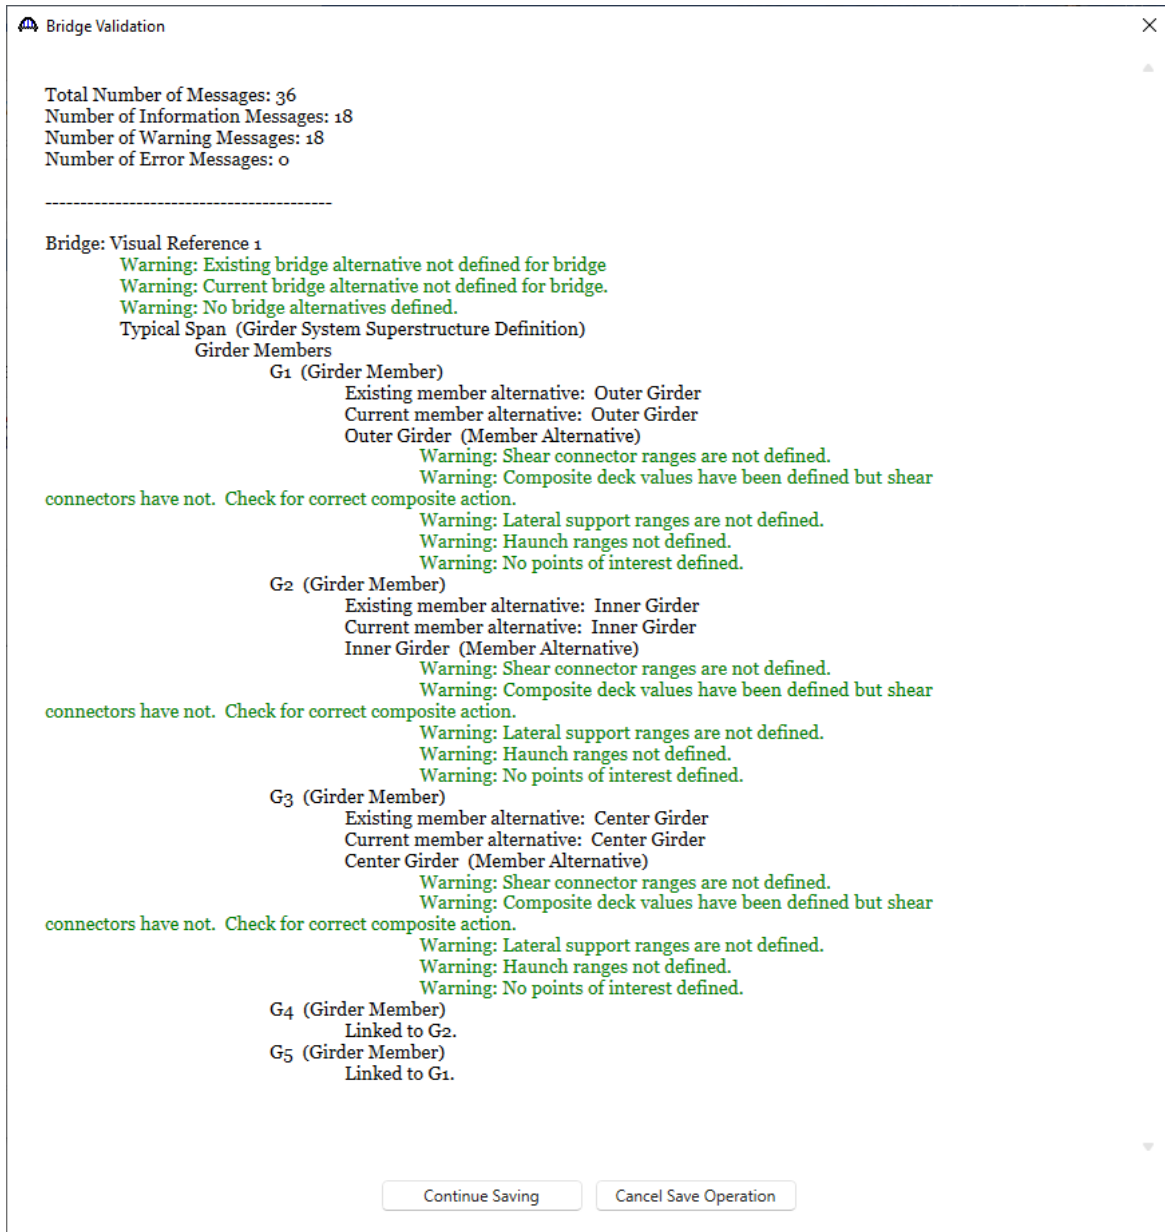 Bridge Validation
Total Number of Messages: 36
Number of Information Messages: 18
Number of Warning Messages: 18
Number of Error Messages: 0
-----------------------------------------
Bridge: Visual Reference 1
Warning: Existing bridge alternative not defined for bridge
Warning: Current bridge alternative not defined for bridge.
Warning: No bridge alternatives defined.
Typical Span  (Girder System Superstructure Definition)
Girder Members
G1  (Girder Member)
Existing member alternative:  Outer Girder
Current member alternative:  Outer Girder
Outer Girder  (Member Alternative)
Warning: Shear connector ranges are not defined.
Warning: Composite deck values have been defined but shear
connectors have not.  Check for correct composite action.
Warning: Lateral support ranges are not defined.
Warning: Haunch ranges not defined.
Warning: No points of interest defined.
G2  (Girder Member)
Existing member alternative:  Inner Girder
Current member alternative:  Inner Girder
Inner Girder  (Member Alternative)
Warning: Shear connector ranges are not defined.
Warning: Composite deck values have been defined but shear
connectors have not.  Check for correct composite action.
Warning: Lateral support ranges are not defined.
Warning: Haunch ranges not defined.
Warning: No points of interest defined.
G3  (Girder Member)
Existing member alternative:  Center Girder
Current member alternative:  Center Girder
Center Girder  (Member Alternative)
Warning: Shear connector ranges are not defined.
Warning: Composite deck values have been defined but shear
connectors have not.  Check for correct composite action.
Warning: Lateral support ranges are not defined.
Warning: Haunch ranges not defined.
Warning: No points of interest defined.
G4  (Girder Member)
Linked to G2.
G5  (Girder Member)
Linked to G1.
Continue Saving
Cancel Save Operation